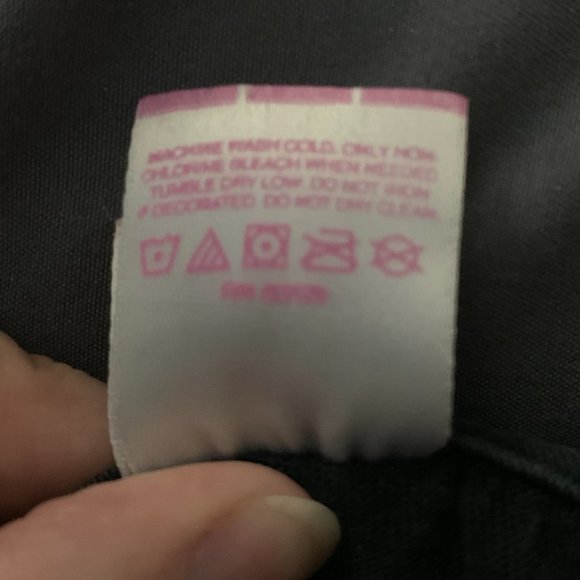 MACHINE WASH COLD. ONLY NON-
CHLORINE BLEACH WHEN NEEDED.
TUMBLE DRY LOW. DO NOT IRON
IF DECORATED. DO NOT DRY CLEAN.